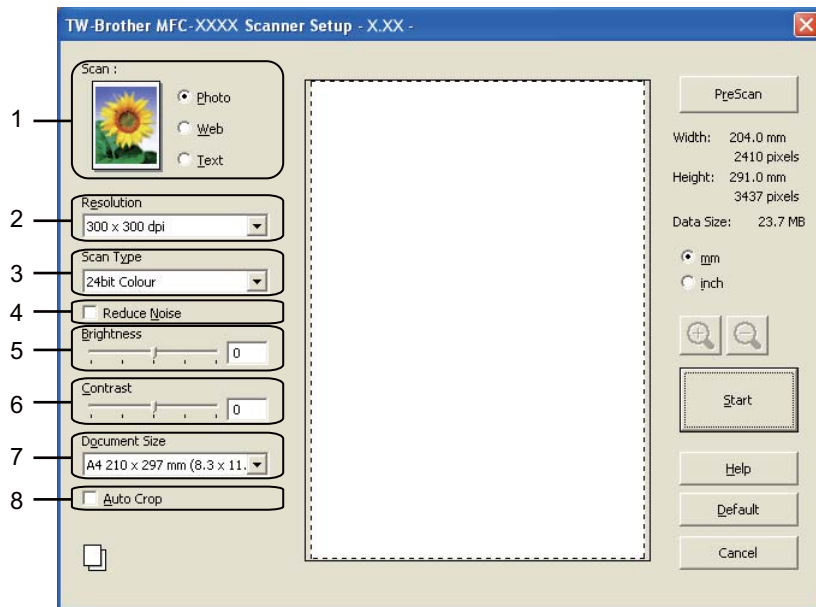 TW-Brother MFC-XXXX Scanner Setup - X.XX -
1
Scan :
Photo
Web
Text
2
Resolution
300 x 300 dpi
3
Scan Type
24bit Colour
4
Reduce Noise
5
Brightness
0
6
Contrast
0
7
Document Size
A4 210 x 297 mm (8.3 x 11.
8
Auto Crop
PreScan
Width: 204.0 mm
2410 pixels
Height: 291.0 mm
3437 pixels
Data Size: 23.7 MB
mm
inch
Start
Help
Default
Cancel